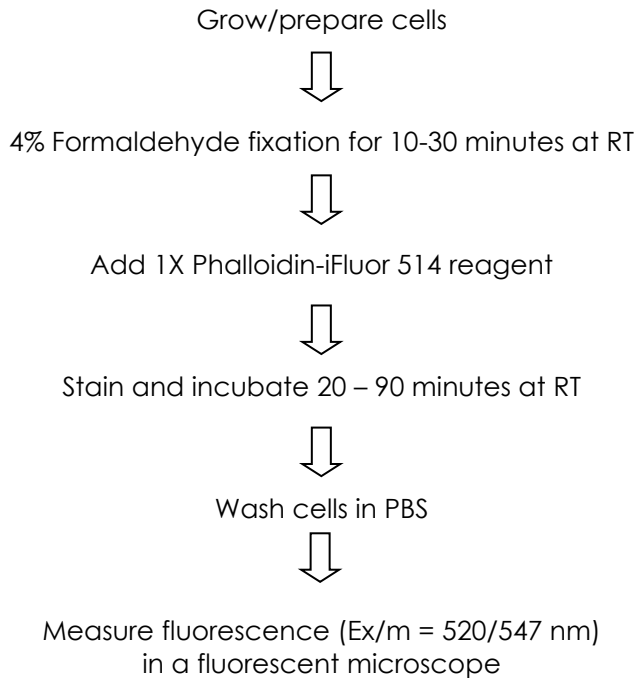 Grow/prepare cells
4% Formaldehyde fixation for 10-30 minutes at RT
Add 1X Phalloidin-iFluor 514 reagent
Stain and incubate 20 – 90 minutes at RT
Wash cells in PBS
Measure fluorescence (Ex/m = 520/547 nm)
in a fluorescent microscope